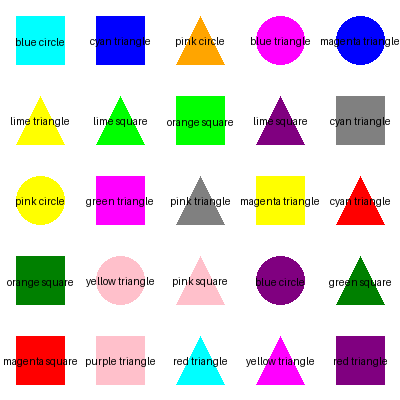 blue circle cyan triangle pink circle blue triangle magenta triangle
lime triangle lime square orange square lime square cyan triangle
pink circle green triangle pink triangle magenta triangle cyan triangle
orange square yellow triangle pink square blue circle green square
magenta square purple triangle red triangle yellow triangle red triangle